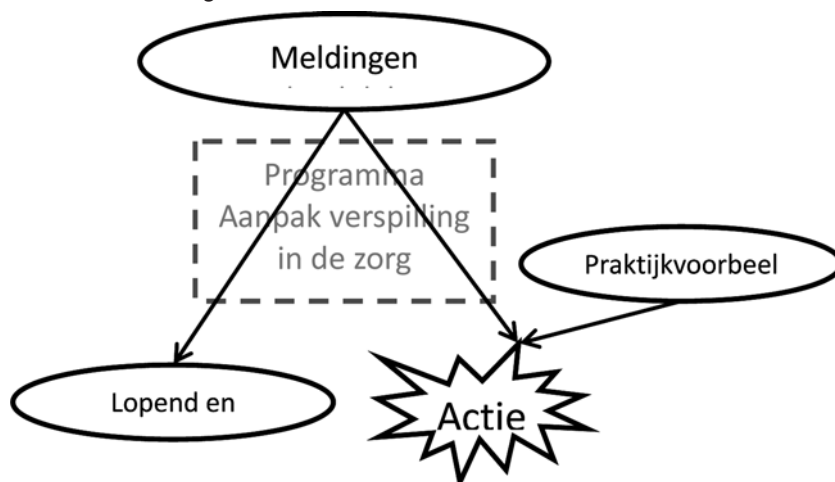 Meldingen
Programma
Aanpak verspilling
in de zorg
Praktijkvoorbeel
Lopend en
Actie